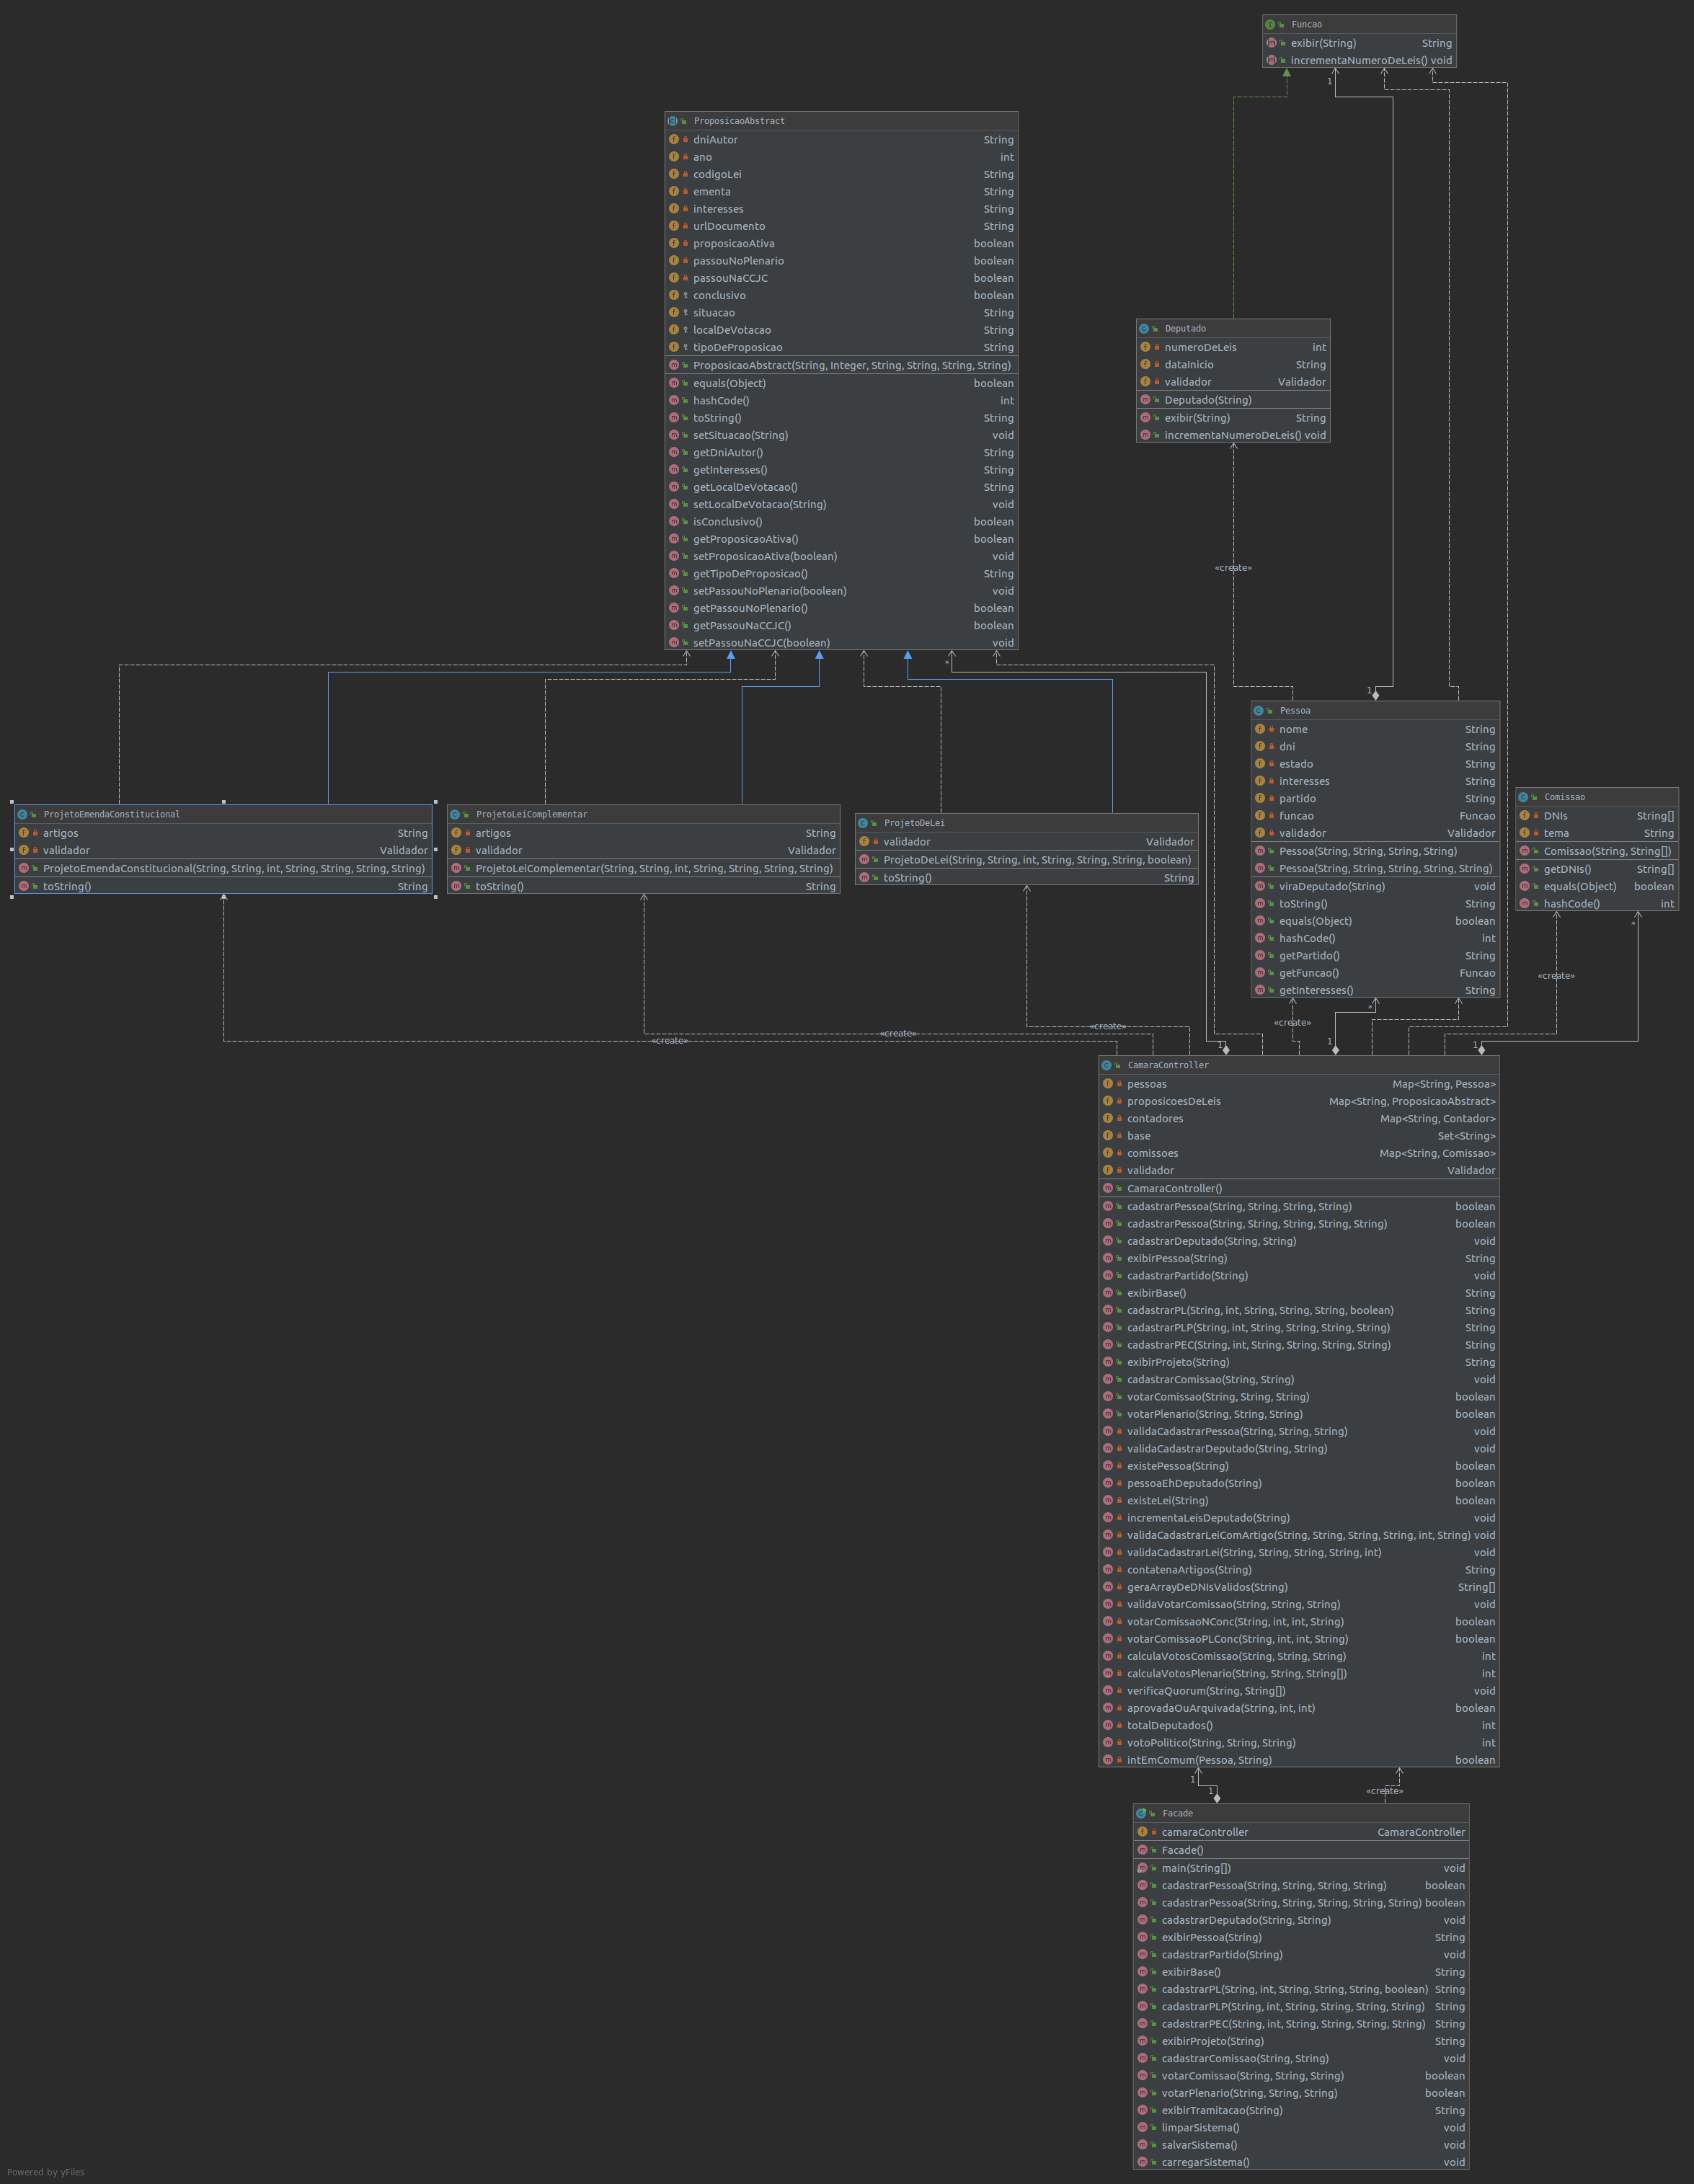 Funcao
exibir(String) String
incrementaNumeroDeLeis() void
1
ProposicaoAbstract
dniAutor String
ano int
codigoLei String
ementa String
interesses String
urlDocumento String
proposicaoAtiva boolean
passouNoPlenario boolean
passouNaCCJC boolean
conclusivo boolean
situacao String
localDeVotacao String
tipoDeProposicao String
ProposicaoAbstract(String, Integer, String, String, String, String)
equals(Object) boolean
hashCode() int
toString() String
setSituacao(String) void
getDniAutor() String
getInteresses() String
getLocalDeVotacao() String
setLocalDeVotacao(String) void
isConclusivo() boolean
getProposicaoAtiva() boolean
setProposicaoAtiva(boolean) void
getTipoDeProposicao() String
setPassouNoPlenario(boolean) void
getPassouNoPlenario() boolean
getPassouNaCCJC() boolean
setPassouNaCCJC(boolean) void
*
Deputado
numeroDeLeis int
dataInicio String
validador Validador
Deputado(String)
exibir(String) String
incrementaNumeroDeLeis() void
«create»
1
Pessoa
nome String
dni String
estado String
interesses String
partido String
funcao Funcao
validador Validador
Pessoa(String, String, String, String)
Pessoa(String, String, String, String, String)
viraDeputado(String) void
toString() String
equals(Object) boolean
hashCode() int
getPartido() String
getFuncao() Funcao
getInteresses() String
Comissao
DNIs String[]
tema String
Comissao(String, String[])
getDNIs() String[]
equals(Object) boolean
hashCode() int
*
«create»
ProjetoEmendaConstitucional
artigos String
validador Validador
ProjetoEmendaConstitucional(String, String, int, String, String, String, String)
toString() String
ProjetoLeiComplementar
artigos String
validador Validador
ProjetoLeiComplementar(String, String, int, String, String, String, String)
toString() String
ProjetoDeLei
validador Validador
ProjetoDeLei(String, String, int, String, String, String, boolean)
toString() String
*
«create»
«create»
«create»
«create»
1
1
1
CamaraController
pessoas Map<String, Pessoa>
proposicoesDeLeis Map<String, ProposicaoAbstract>
contadores Map<String, Contador>
base Set<String>
comissoes Map<String, Comissao>
validador Validador
CamaraController()
cadastrarPessoa(String, String, String, String) boolean
cadastrarPessoa(String, String, String, String, String) boolean
cadastrarDeputado(String, String) void
exibirPessoa(String) String
cadastrarPartido(String) void
exibirBase() String
cadastrarPL(String, int, String, String, String, boolean) String
cadastrarPLP(String, int, String, String, String, String) String
cadastrarPEC(String, int, String, String, String, String) String
exibirProjeto(String) String
cadastrarComissao(String, String) void
votarComissao(String, String, String) boolean
votarPlenario(String, String, String) boolean
validaCadastrarPessoa(String, String, String) void
validaCadastrarDeputado(String, String) void
existePessoa(String) boolean
pessoaEhDeputado(String) boolean
existeLei(String) boolean
incrementaLeisDeputado(String) void
validaCadastrarLeiComArtigo(String, String, String, String, int, String) void
validaCadastrarLei(String, String, String, String, int) void
contatenaArtigos(String) String
geraArrayDeDNIsValidos(String) String[]
validaVotarComissao(String, String, String) void
votarComissaoNConc(String, int, int, String) boolean
votarComissaoPLConc(String, int, int, String) boolean
calculaVotosComissao(String, String, String) int
calculaVotosPlenario(String, String, String[]) int
verificaQuorum(String, String[]) void
aprovadaOuArquivada(String, int, int) boolean
totalDeputados() int
votoPolitico(String, String, String) int
intEmComum(Pessoa, String) boolean
1
1
«create»
Facade
camaraController CamaraController
Facade()
main(String[]) void
cadastrarPessoa(String, String, String, String) boolean
cadastrarPessoa(String, String, String, String, String) boolean
cadastrarDeputado(String, String) void
exibirPessoa(String) String
cadastrarPartido(String) void
exibirBase() String
cadastrarPL(String, int, String, String, String, boolean) String
cadastrarPLP(String, int, String, String, String, String) String
cadastrarPEC(String, int, String, String, String, String) String
exibirProjeto(String) String
cadastrarComissao(String, String) void
votarComissao(String, String, String) boolean
votarPlenario(String, String, String) boolean
exibirTramitacao(String) String
limparSistema() void
salvarSistema() void
carregarSistema() void
Powered by yFiles